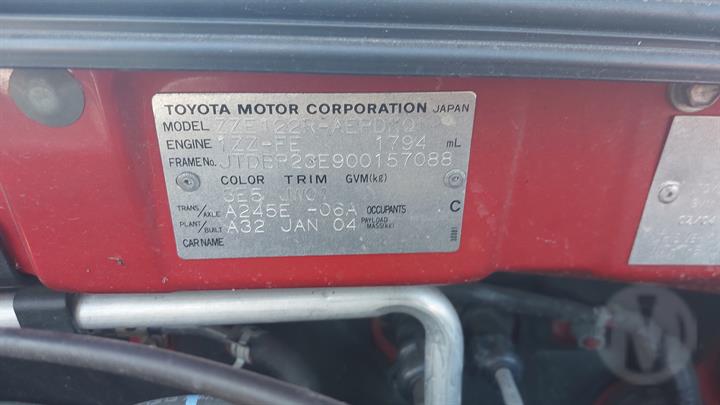 TOYOTA MOTOR CORPORATION JAPAN
MODEL ZZE122R-AEPDKQ
ENGINE 1ZZ-FE 1794 mL
FRAME No. JTDBR23E900157088
COLOR TRIM GVM(kg)
3E5
TRANS/AXLE A245E -06A OCCUPANTS C
PLANT/BUILT A32 JAN 04 PAYLOAD MASS(kg)
CAR NAME
M